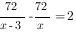 72/(x-3) - 72/x = 2